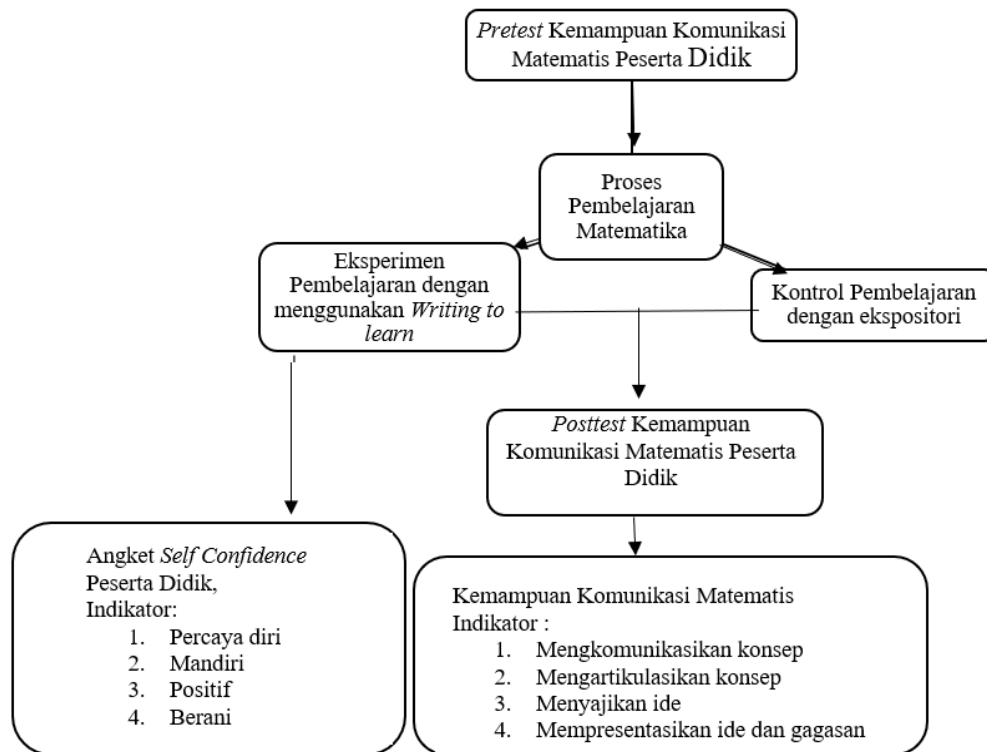 Pretest Kemampuan Komunikasi
Matematis Peserta Didik
Proses
Pembelajaran
Matematika
Eksperimen
Pembelajaran dengan
menggunakan Writing to
learn
Kontrol Pembelajaran
dengan ekspositori
Posttest Kemampuan
Komunikasi Matematis Peserta
Didik
Angket Self Confidence
Peserta Didik,
Indikator:
1. Percaya diri
2. Mandiri
3. Positif
4. Berani
Kemampuan Komunikasi Matematis
Indikator :
1. Mengkomunikasikan konsep
2. Mengartikulasikan konsep
3. Menyajikan ide
4. Mempresentasikan ide dan gagasan